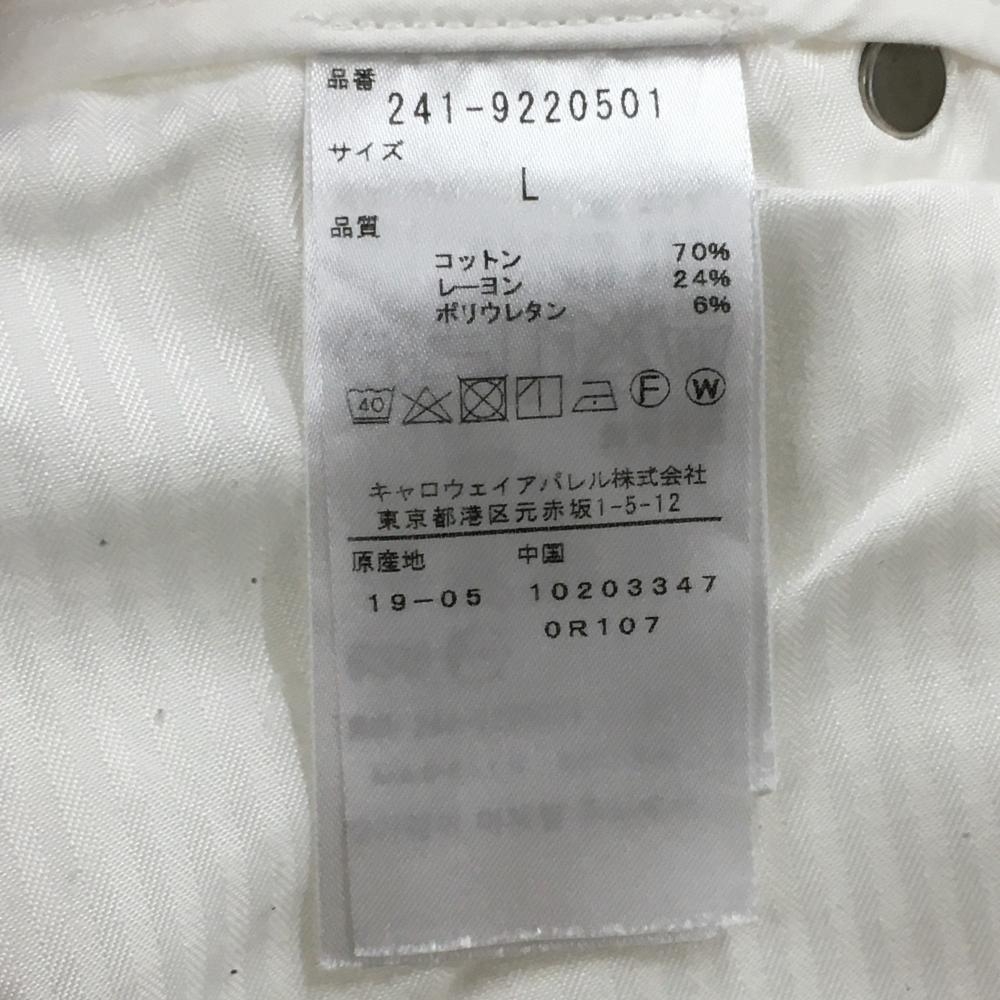 品番
241-9220501
サイズ
L
品質
コットン 70%
レーヨン 24%
ポリウレタン 6%
40 F W
キャロウェイアパレル株式会社
東京都港区元赤坂1-5-12
原産地 中国
19-05 10203347
0R107